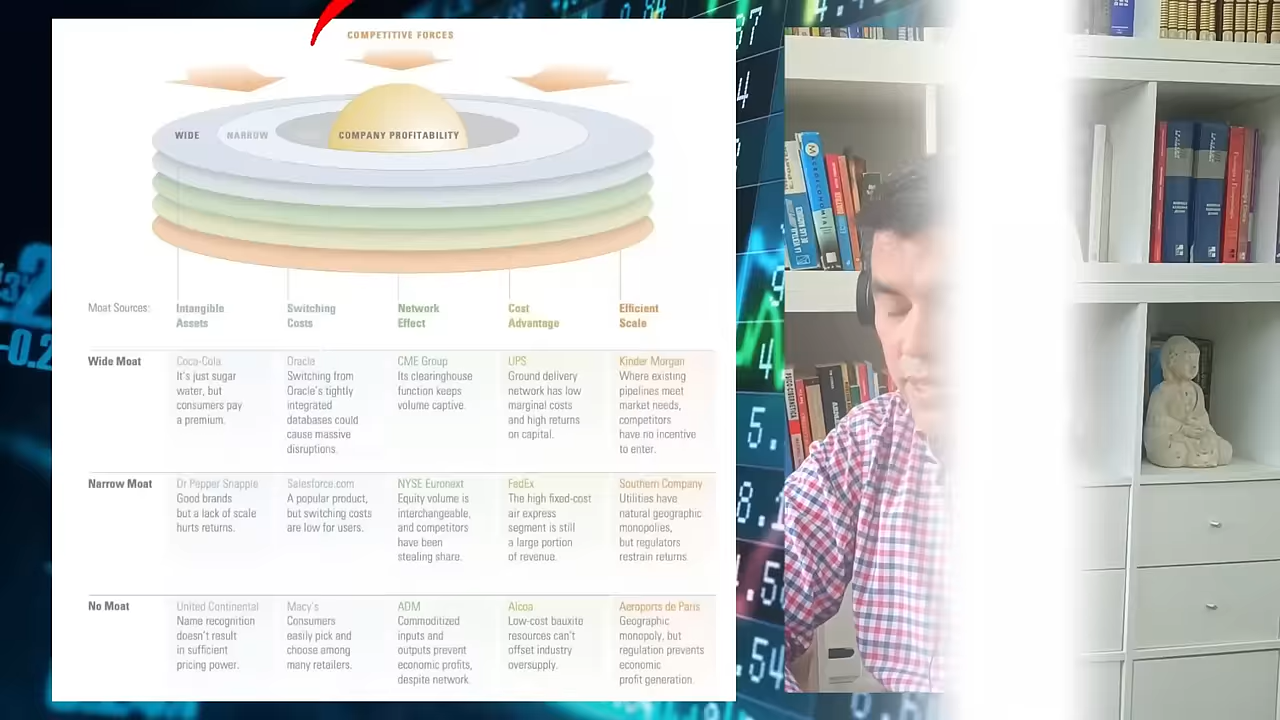 COMPETITIVE FORCES
WIDE
NARROW
COMPANY PROFITABILITY
Moat Sources:
Intangible
Assets
Switching
Costs
Network
Effect
Cost
Advantage
Efficient
Scale
Wide Moat
Coca-Cola
It's just sugar
water, but
consumers pay
a premium.
Oracle
Switching from
Oracle's tightly
integrated
databases could
cause massive
disruptions.
CME Group
Its clearinghouse
function keeps
volume captive.
UPS
Ground delivery
network has low
marginal costs
and high returns
on capital.
Kinder Morgan
Where existing
pipelines meet
market needs,
competitors
have no incentive
to enter.
Narrow Moat
Dr Pepper Snapple
Good brands
but a lack of scale
hurts returns.
Salesforce.com
A popular product,
but switching costs
are low for users.
NYSE Euronext
Equity volume is
interchangeable,
and competitors
have been
stealing share.
FedEx
The high fixed-cost
air express
segment is still
a large portion
of revenue.
Southern Company
Utilities have
natural geographic
monopolies,
but regulators
restrain returns.
No Moat
United Continental
Name recognition
doesn't result
in sufficient
pricing power.
Macy's
Consumers
easily pick and
choose among
many retailers.
ADM
Commoditized
inputs and
outputs prevent
economic profits,
despite network.
Alcoa
Low-cost bauxite
resources can't
offset industry
oversupply.
Aeroports de Paris
Geographic
monopoly, but
regulation prevents
economic
profit generation.
-0.2
5.
.54